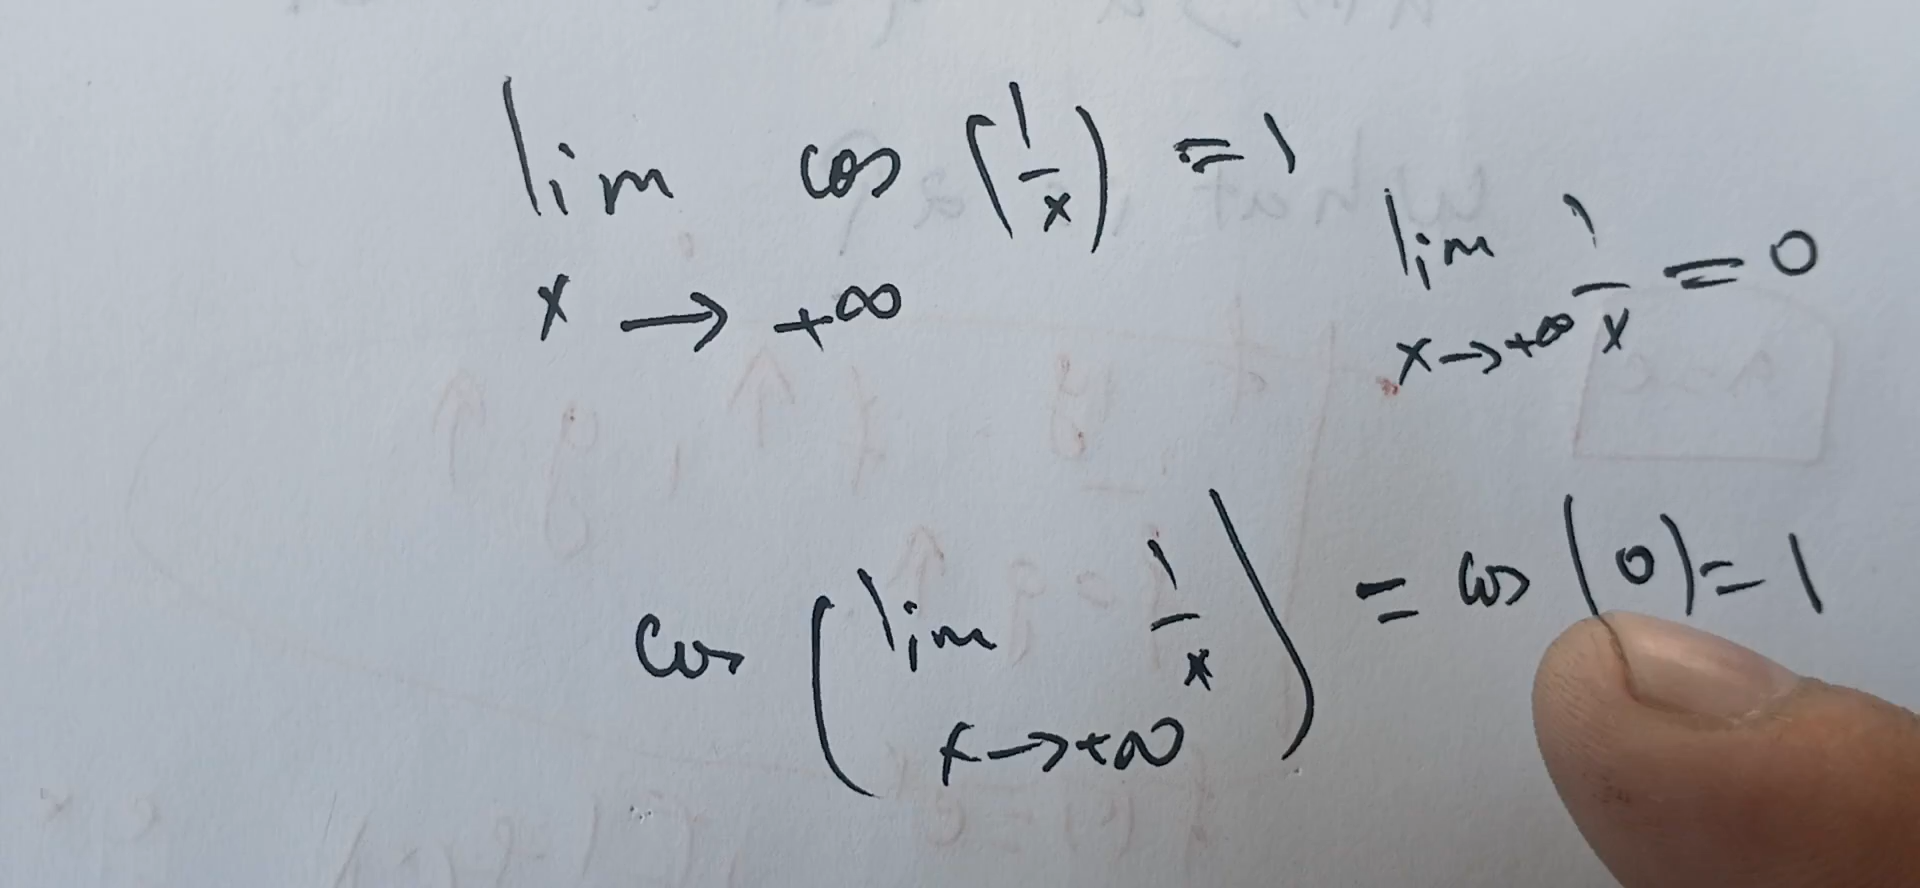 lim cos (1/x) = 1
x → +∞
lim 1/x = 0
x → +∞
cos (lim 1/x) = cos (0) = 1
x → +∞